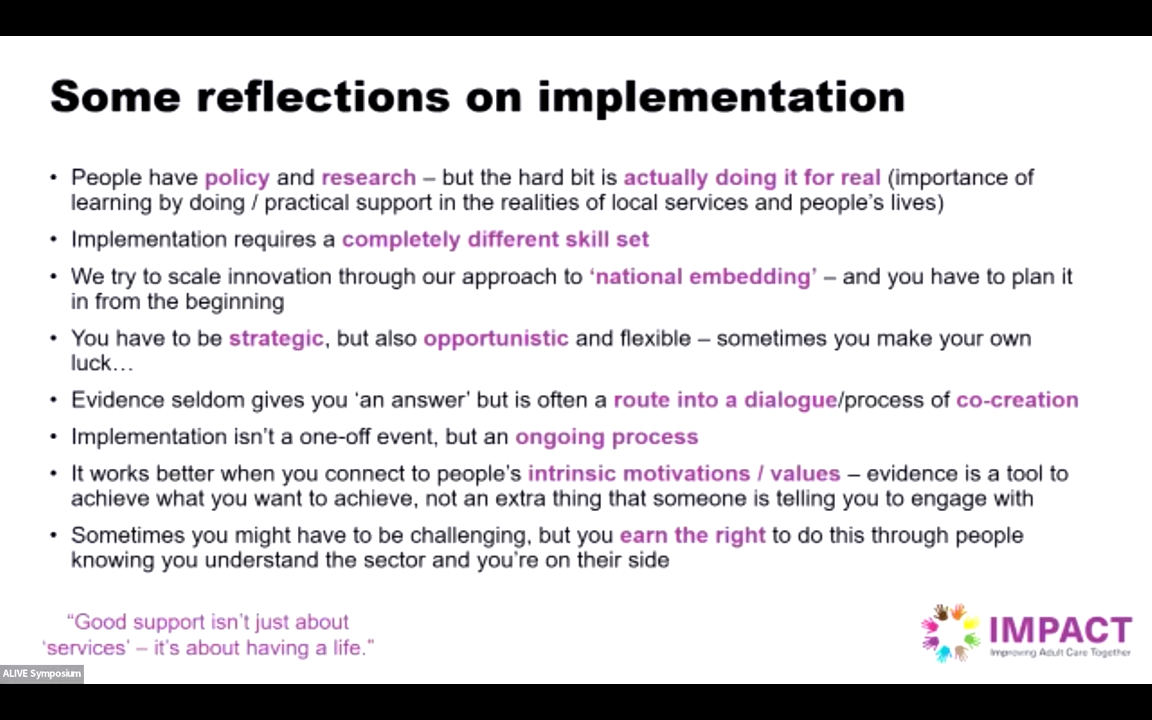 Some reflections on implementation
• People have policy and research – but the hard bit is actually doing it for real (importance of
learning by doing / practical support in the realities of local services and people’s lives)
• Implementation requires a completely different skill set
• We try to scale innovation through our approach to ‘national embedding’ – and you have to plan it
in from the beginning
• You have to be strategic, but also opportunistic and flexible – sometimes you make your own
luck…
• Evidence seldom gives you ‘an answer’ but is often a route into a dialogue/process of co-creation
• Implementation isn’t a one-off event, but an ongoing process
• It works better when you connect to people’s intrinsic motivations / values – evidence is a tool to
achieve what you want to achieve, not an extra thing that someone is telling you to engage with
• Sometimes you might have to be challenging, but you earn the right to do this through people
knowing you understand the sector and you’re on their side
“Good support isn’t just about
‘services’ – it’s about having a life.”
IMPACT
Improving Adult Care Together
ALIVE Symposium